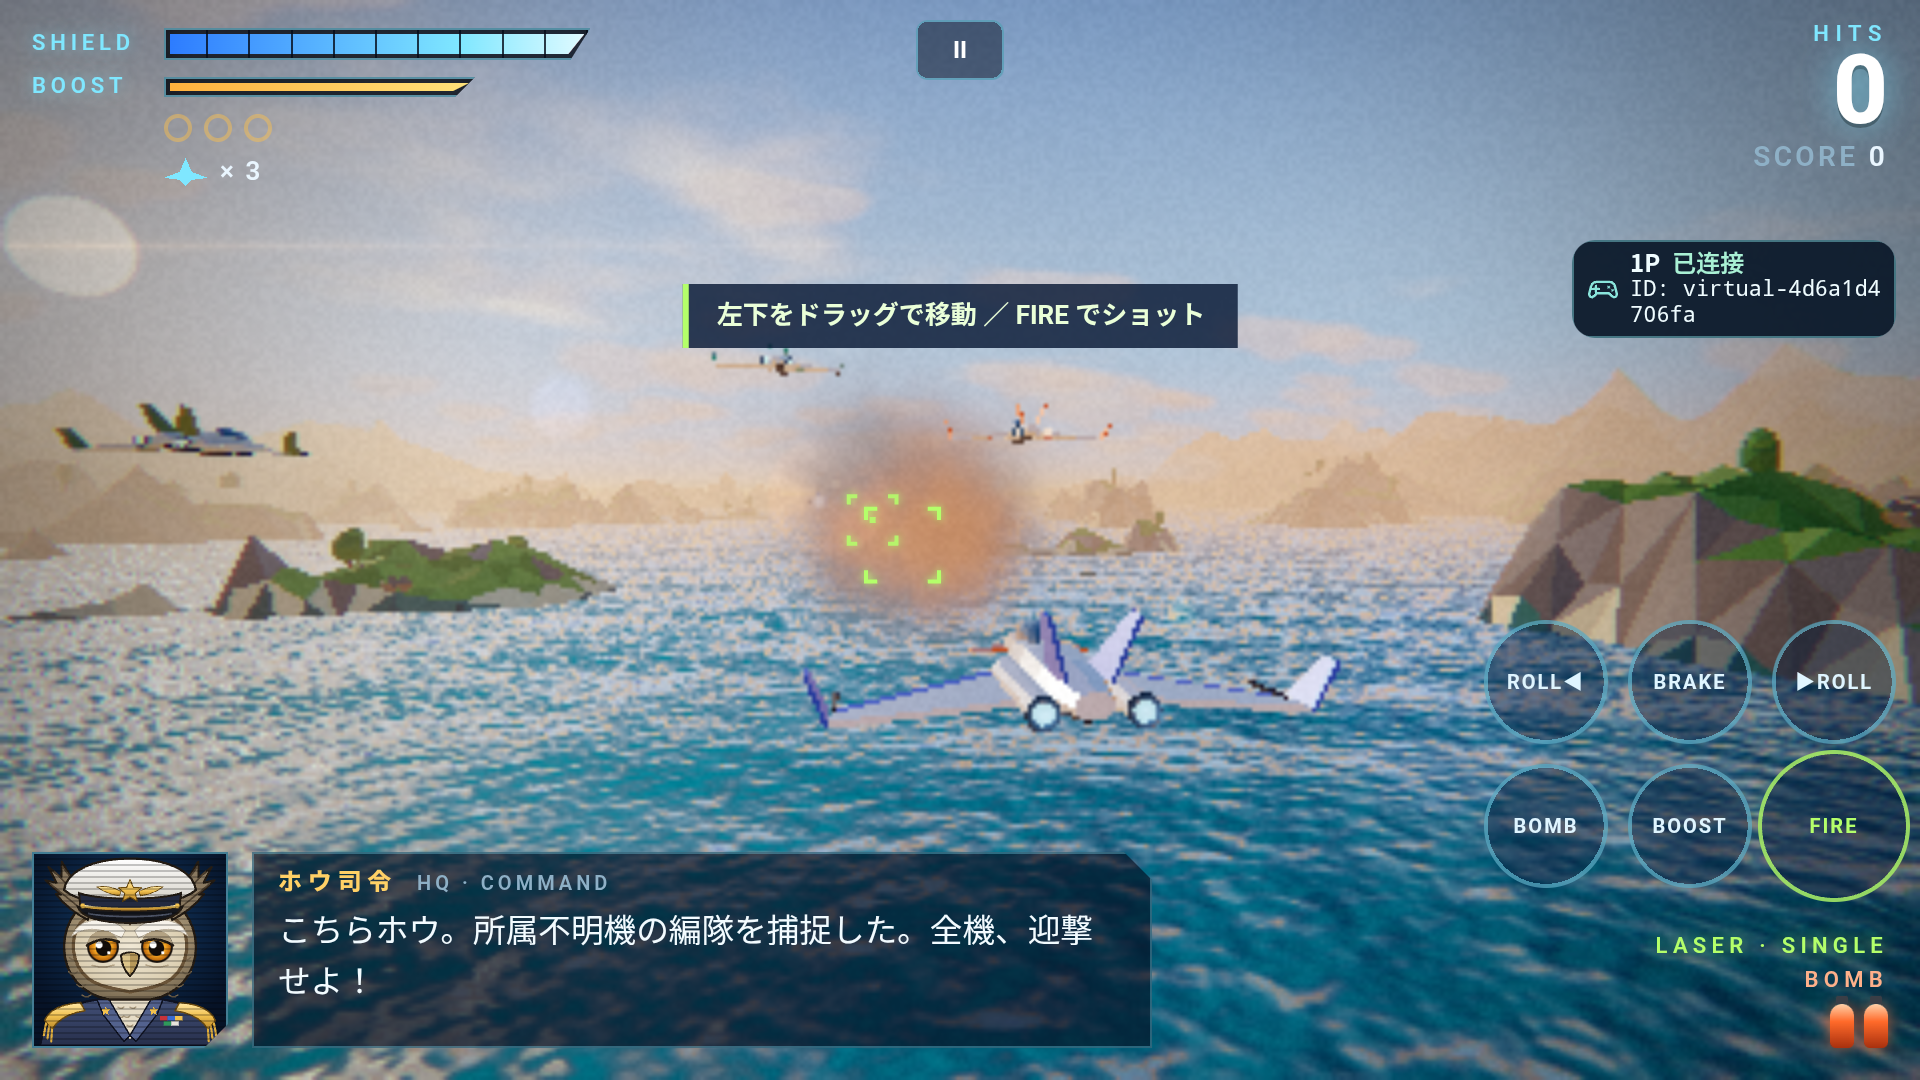 SHIELD
BOOST
× 3
HITS
0
SCORE 0
1P 已连接
ID: virtual-4d6a1d4
706fa
左下をドラッグで移動 ／ FIRE でショット
ROLL◀
BRAKE
▶ROLL
BOMB
BOOST
FIRE
ホウ司令 HQ · COMMAND
こちらホウ。所属不明機の編隊を捕捉した。全機、迎撃
せよ！
LASER · SINGLE
BOMB